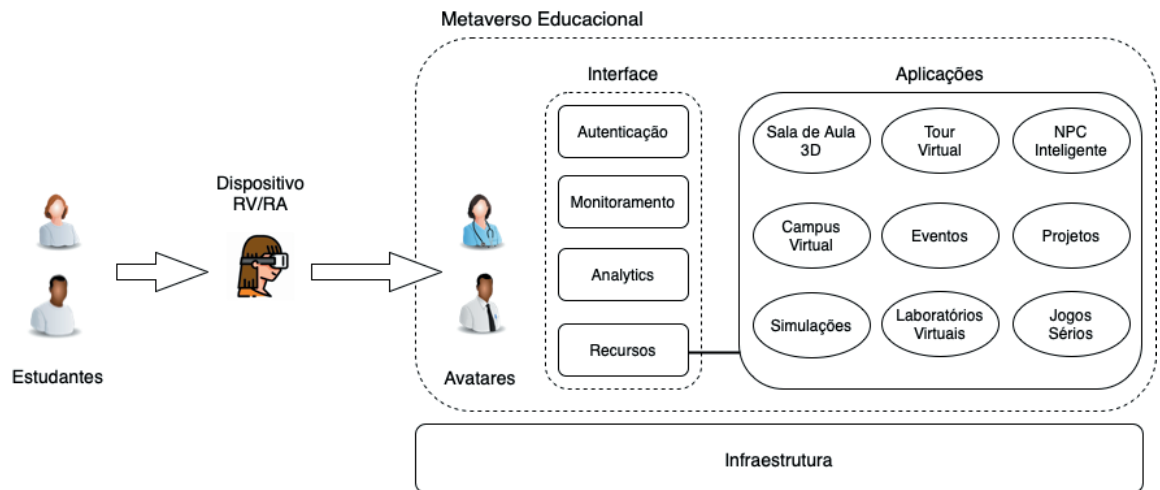 Metaverso Educacional
Interface
Aplicações
Autenticação
Monitoramento
Analytics
Recursos
Sala de Aula
3D
Tour
Virtual
NPC
Inteligente
Campus
Virtual
Eventos
Projetos
Simulações
Laboratórios
Virtuais
Jogos
Sérios
Dispositivo
RV/RA
Estudantes
Avatares
Infraestrutura